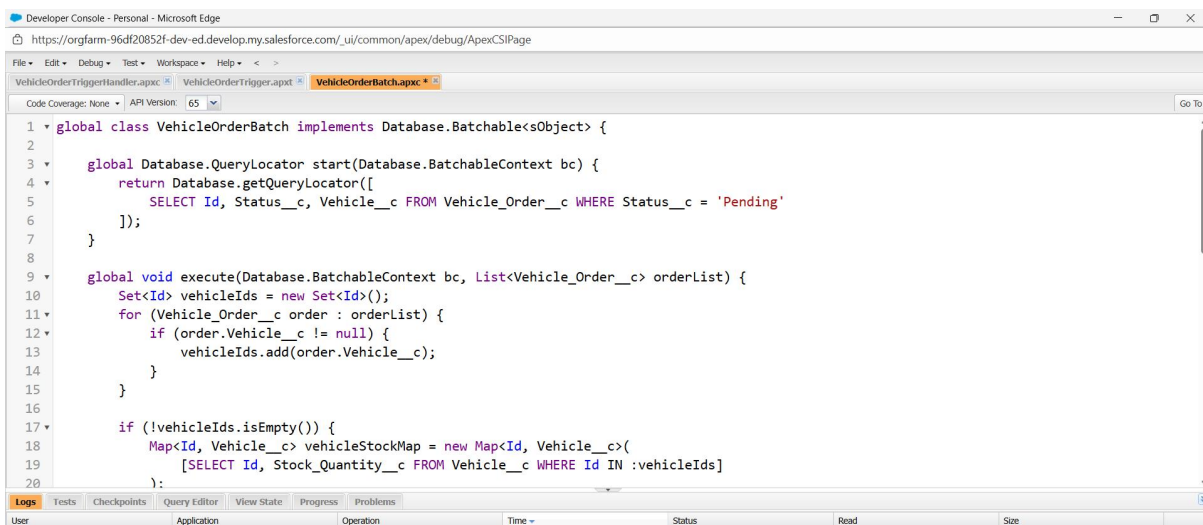 Developer Console - Personal - Microsoft Edge
https://orgfarm-96df20852f-dev-ed.develop.my.salesforce.com/_ui/common/apex/debug/ApexCSIPage
File Edit Debug Test Workspace Help < >
VehicleOrderTriggerHandler.apxc VehicleOrderTrigger.apxt VehicleOrderBatch.apxc *
Code Coverage: None API Version: 65 Go To
1 global class VehicleOrderBatch implements Database.Batchable<sObject> {
2
3 global Database.QueryLocator start(Database.BatchableContext bc) {
4 return Database.getQueryLocator([
5 SELECT Id, Status__c, Vehicle__c FROM Vehicle_Order__c WHERE Status__c = 'Pending'
6 ]);
7 }
8
9 global void execute(Database.BatchableContext bc, List<Vehicle_Order__c> orderList) {
10 Set<Id> vehicleIds = new Set<Id>();
11 for (Vehicle_Order__c order : orderList) {
12 if (order.Vehicle__c != null) {
13 vehicleIds.add(order.Vehicle__c);
14 }
15 }
16
17 if (!vehicleIds.isEmpty()) {
18 Map<Id, Vehicle__c> vehicleStockMap = new Map<Id, Vehicle__c>(
19 [SELECT Id, Stock_Quantity__c FROM Vehicle__c WHERE Id IN :vehicleIds]
20 );
Logs Tests Checkpoints Query Editor View State Progress Problems
User Application Operation Time Status Read Size